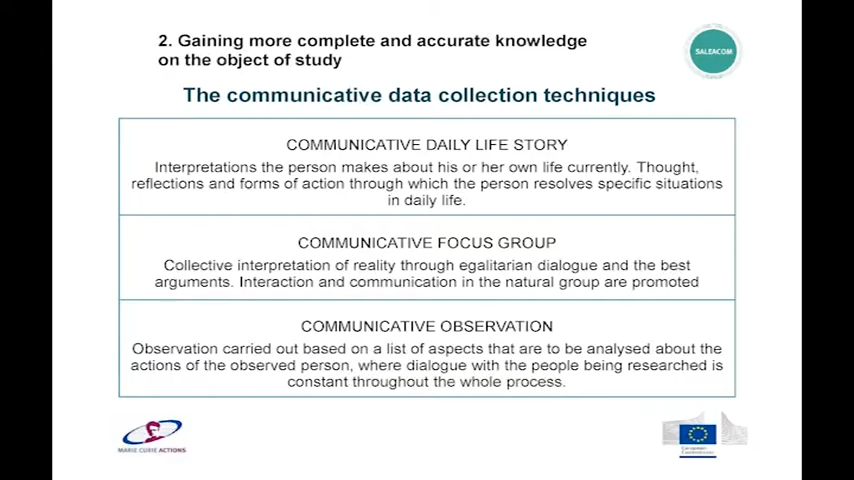 2. Gaining more complete and accurate knowledge
on the object of study
SALEACOM
The communicative data collection techniques
COMMUNICATIVE DAILY LIFE STORY
Interpretations the person makes about his or her own life currently. Thought,
reflections and forms of action through which the person resolves specific situations
in daily life.
COMMUNICATIVE FOCUS GROUP
Collective interpretation of reality through egalitarian dialogue and the best
arguments. Interaction and communication in the natural group are promoted
COMMUNICATIVE OBSERVATION
Observation carried out based on a list of aspects that are to be analysed about the
actions of the observed person, where dialogue with the people being researched is
constant throughout the whole process.
MARIE CURIE ACTIONS
European
Commission